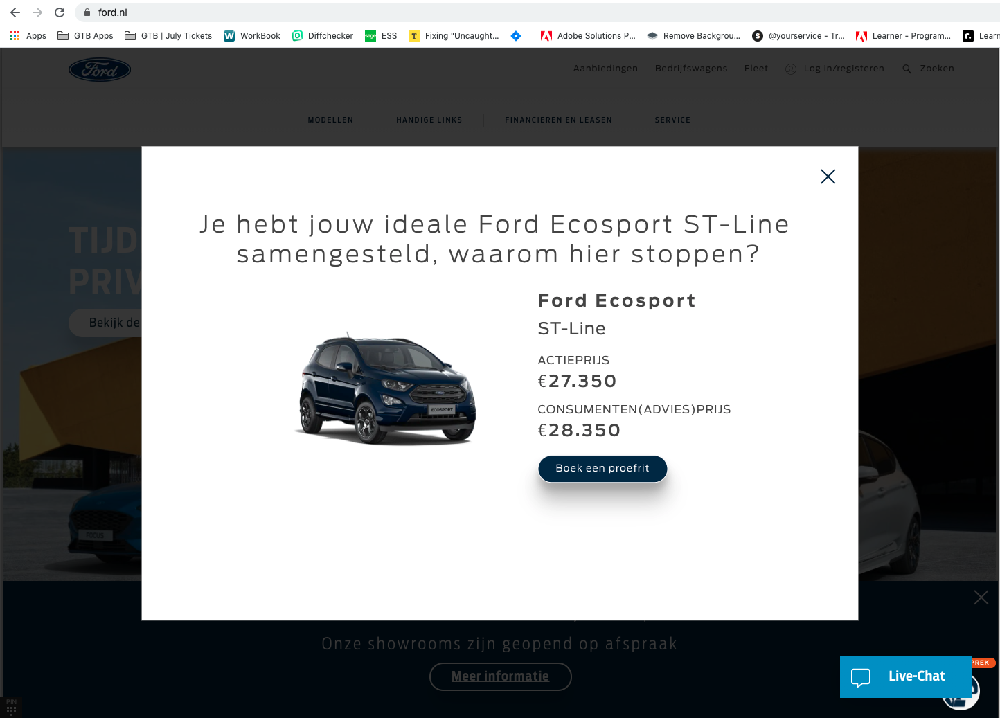 ford.nl
Apps GTB Apps GTB | July Tickets WorkBook Diffchecker ESS Fixing "Uncaught... Adobe Solutions P... Remove Backgrou... @yourservice - Tr... Learner - Program... Learn
Ford Aanbiedingen Bedrijfswagens Fleet Log in/registeren Zoeken
MODELLEN HANDIGE LINKS FINANCIEREN EN LEASEN SERVICE
Je hebt jouw ideale Ford Ecosport ST-Line
samengesteld, waarom hier stoppen?
TIJD
PRIV
Bekijk de
Ford Ecosport
ST-Line
ACTIEPRIJS
€27.350
CONSUMENTEN(ADVIES)PRIJS
€28.350
Boek een proefrit
ECOSPORT
FOCUS
Onze showrooms zijn geopend op afspraak
Meer informatie
PREK
Live-Chat
PIN